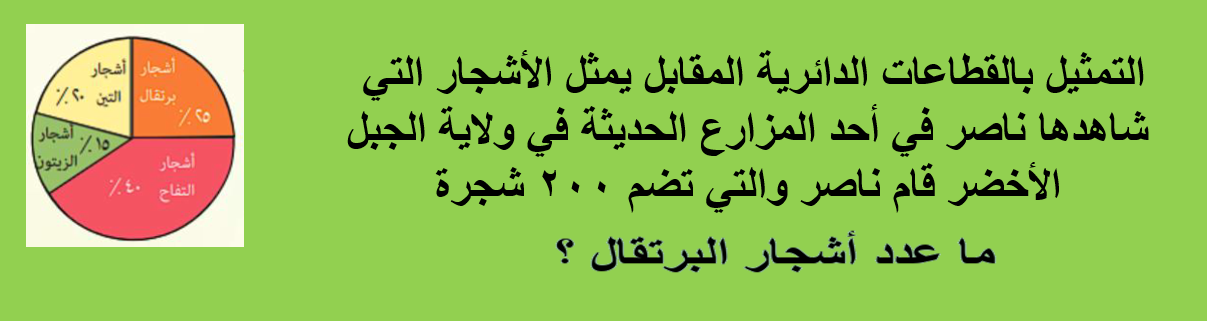 التمثيل بالقطاعات الدائرية المقابل يمثل الأشجار التي
شاهدها ناصر في أحد المزارع الحديثة في ولاية الجبل
الأخضر قام ناصر والتي تضم ٢٠٠ شجرة
ما عدد أشجار البرتقال ؟
أشجار
برتقال
٢٥٪
أشجار
التين ٢٠٪
أشجار
الزيتون
١٥٪
أشجار
التفاح
٤٠٪